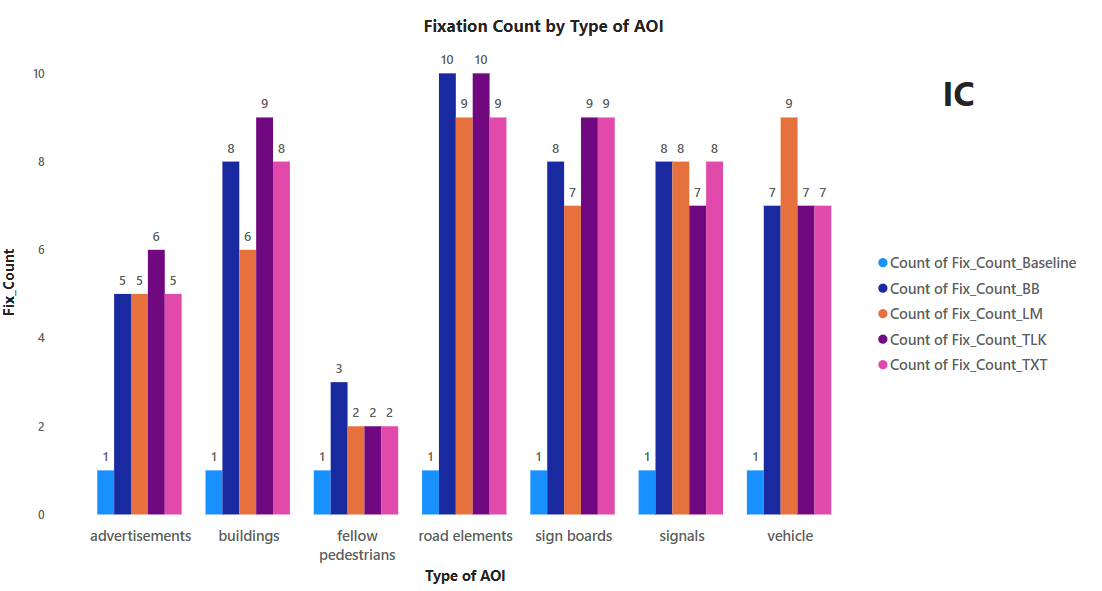 Fixation Count by Type of AOI
IC
Fix_Count
10
8
6
4
2
0
1 5 5 6 5
1 8 6 9 8
1 3 2 2 2
1 10 9 10 9
1 8 7 9 9
1 8 8 7 8
1 7 9 7 7
advertisements
buildings
fellow
pedestrians
road elements
sign boards
signals
vehicle
Type of AOI
Count of Fix_Count_Baseline
Count of Fix_Count_BB
Count of Fix_Count_LM
Count of Fix_Count_TLK
Count of Fix_Count_TXT